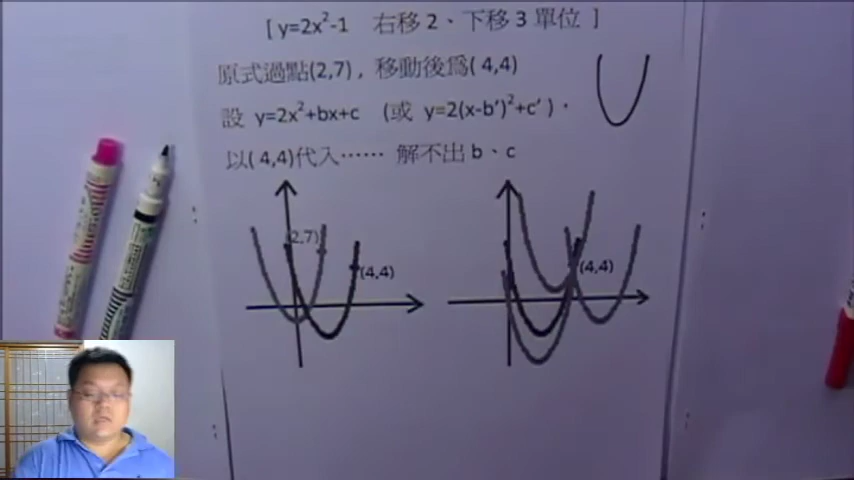 [ y=2x²-1 右移 2、下移 3 單位 ]
原式過點(2,7) , 移動後為( 4,4)
設 y=2x²+bx+c (或 y=2(x-b′)²+c′ )。
以( 4,4)代入…… 解不出 b、c
(2,7)
(4,4)
(4,4)